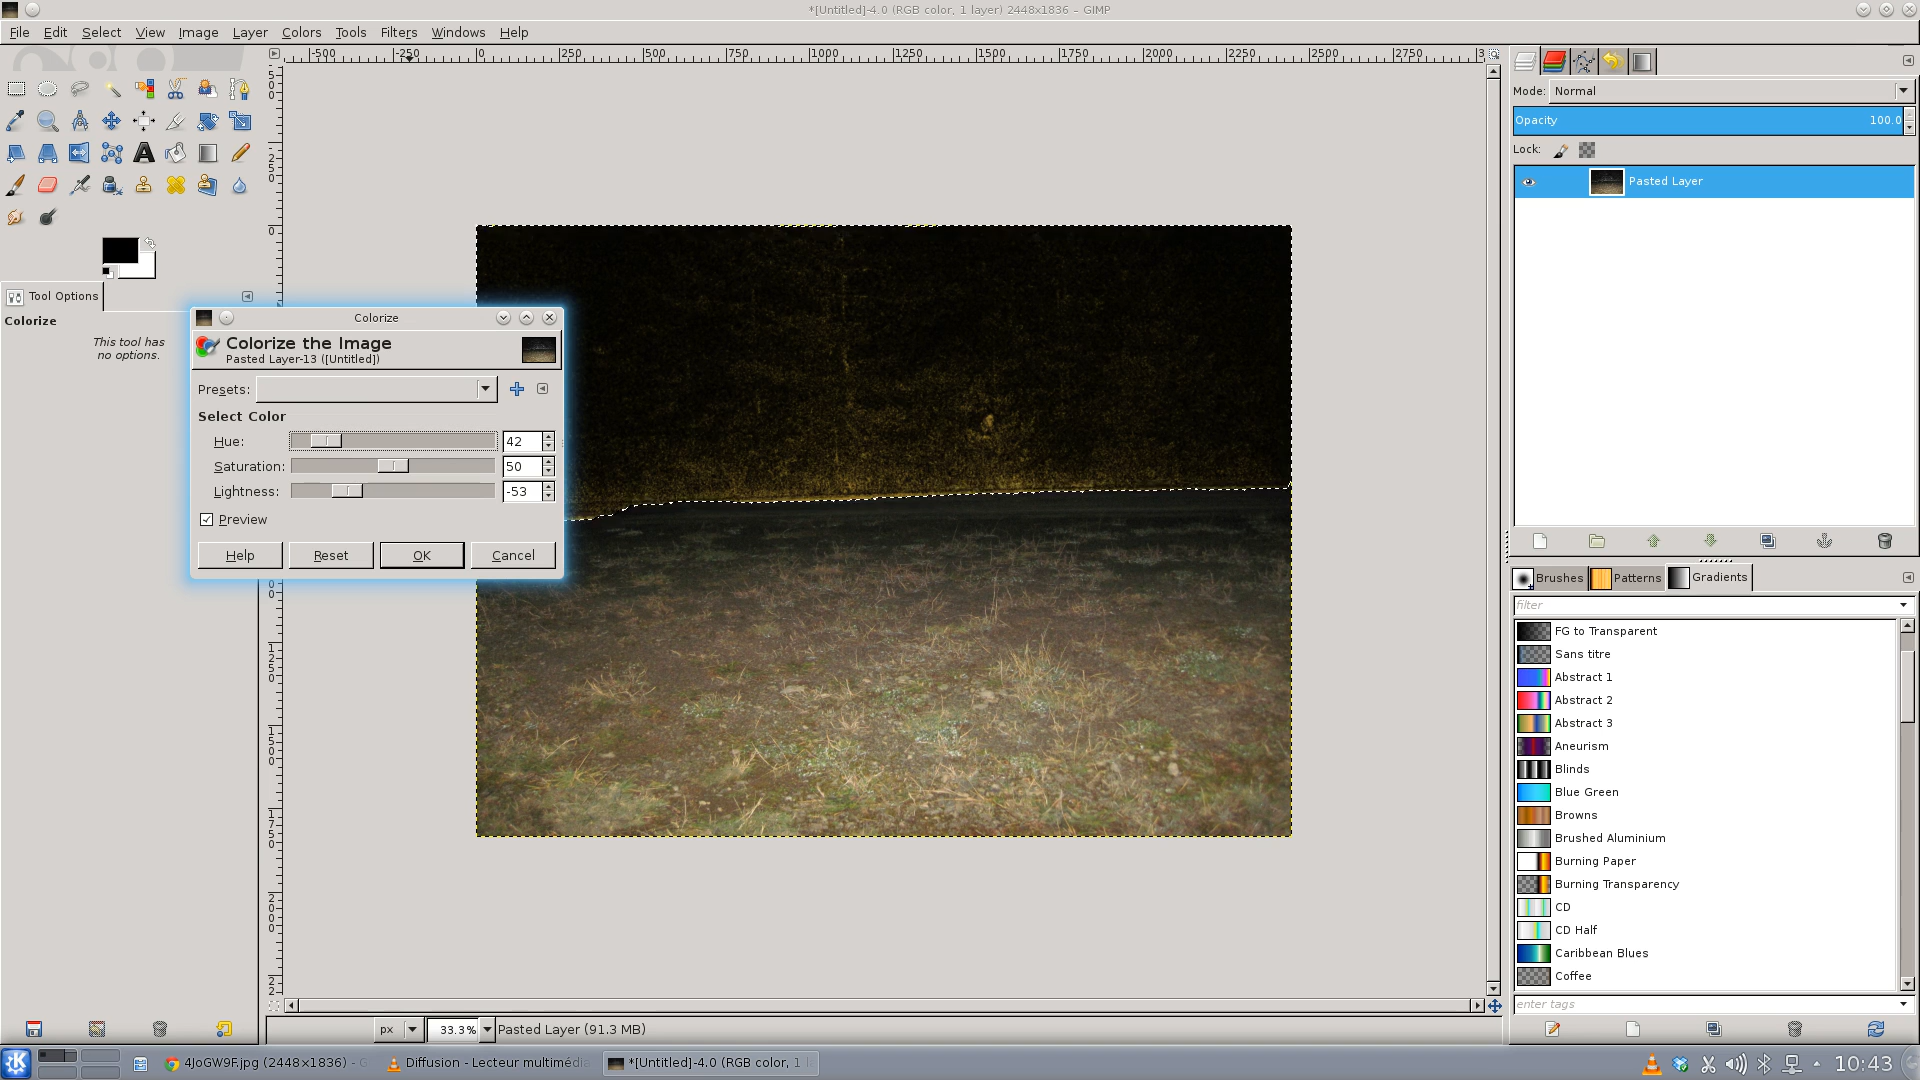 *[Untitled]-4.0 (RGB color, 1 layer) 2448x1836 – GIMP
File Edit Select View Image Layer Colors Tools Filters Windows Help
-500 -250 0 250 500 750 1000 1250 1500 1750 2000 2250 2500 2750 3
Mode: Normal
Opacity 100.0
Lock:
Pasted Layer
Tool Options
Colorize
This tool has
no options.
Colorize
Colorize the Image
Pasted Layer-13 ([Untitled])
Presets:
Select Color
Hue: 42
Saturation: 50
Lightness: -53
Preview
Help Reset OK Cancel
Brushes Patterns Gradients
filter
FG to Transparent
Sans titre
Abstract 1
Abstract 2
Abstract 3
Aneurism
Blinds
Blue Green
Browns
Brushed Aluminium
Burning Paper
Burning Transparency
CD
CD Half
Caribbean Blues
Coffee
enter tags
px 33.3% Pasted Layer (91.3 MB)
4JoGW9F.jpg (2448×1836) - G
Diffusion - Lecteur multimédia
*[Untitled]-4.0 (RGB color, 1 l
10:43